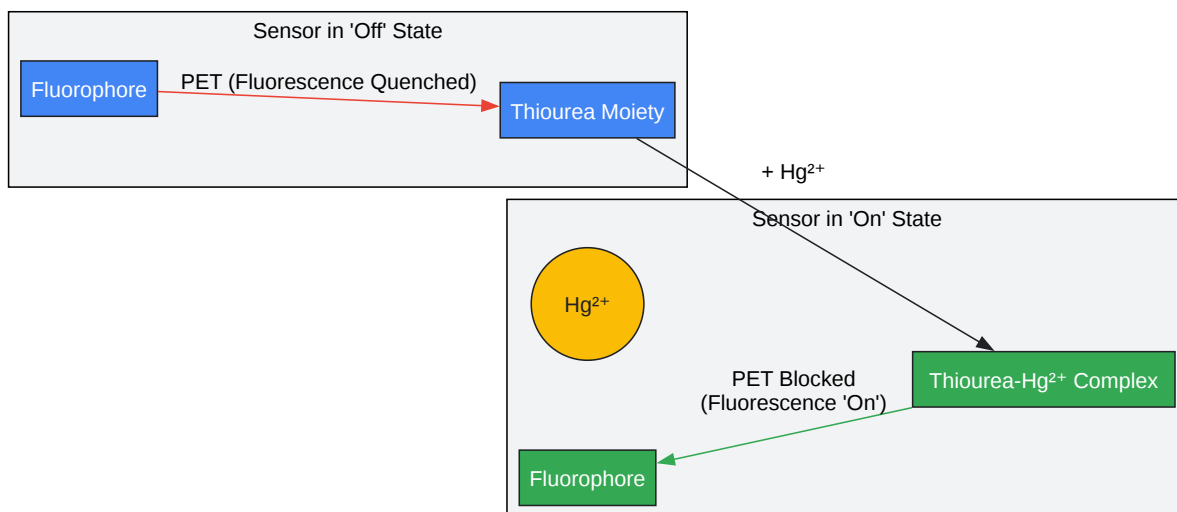 Sensor in 'Off' State
Fluorophore
PET (Fluorescence Quenched)
Thiourea Moiety
+ Hg²⁺
Sensor in 'On' State
Hg²⁺
Thiourea-Hg²⁺ Complex
PET Blocked
(Fluorescence 'On')
Fluorophore